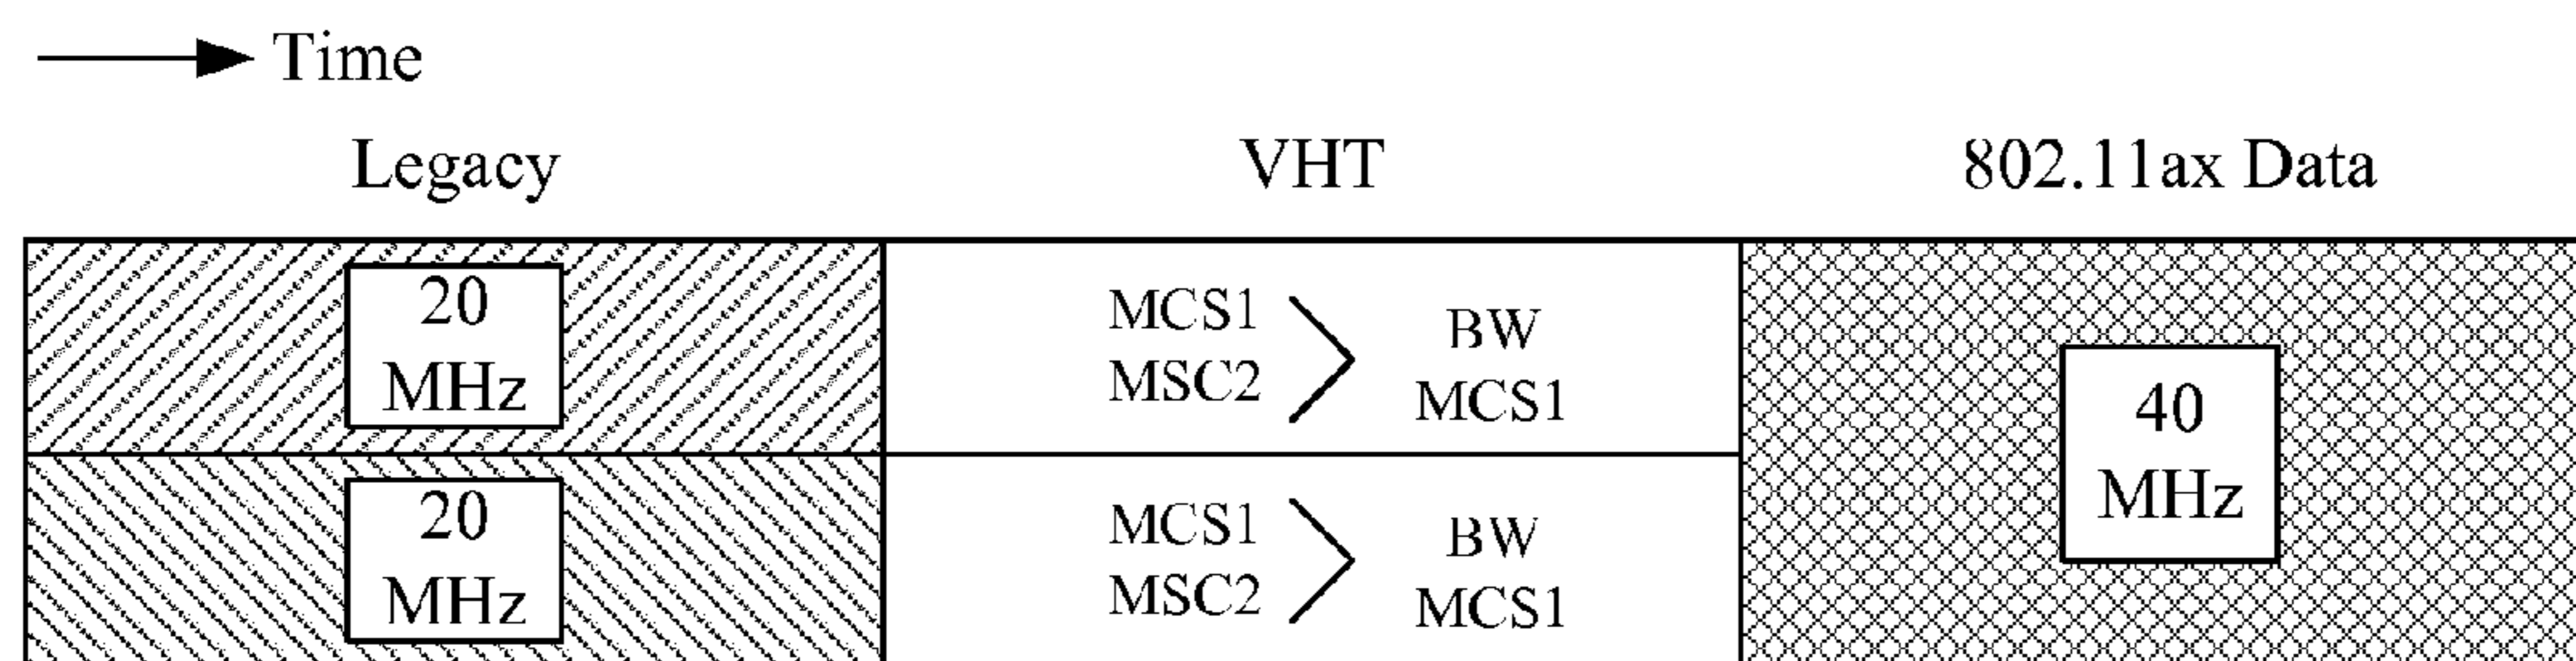 Time
Legacy
VHT
802.11ax Data
20
MHz
MCS1
MSC2
BW
MCS1
40
MHz
20
MHz
MCS1
MSC2
BW
MCS1